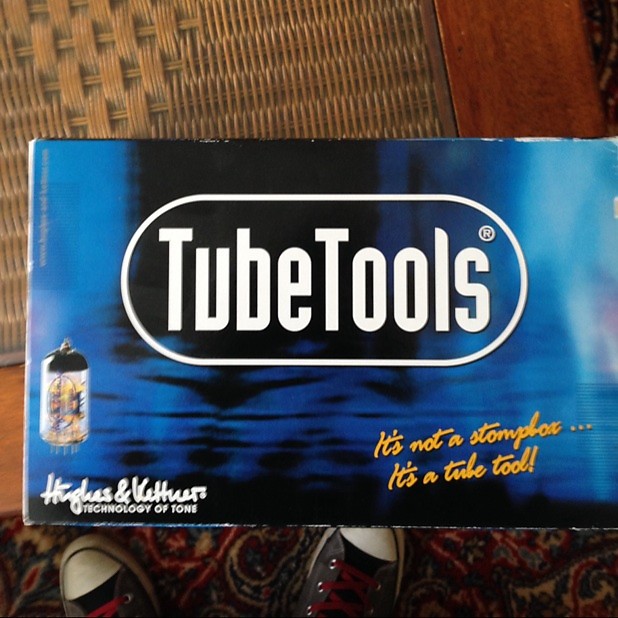 TubeTools®
It's not a stompbox ...
It's a tube tool!
Hughes & Kettner®
TECHNOLOGY OF TONE